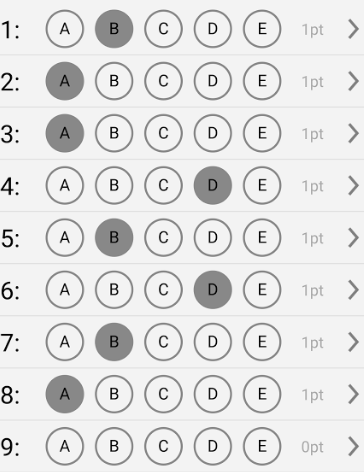 1: A B C D E 1pt
2: A B C D E 1pt
3: A B C D E 1pt
4: A B C D E 1pt
5: A B C D E 1pt
6: A B C D E 1pt
7: A B C D E 1pt
8: A B C D E 1pt
9: A B C D E 0pt